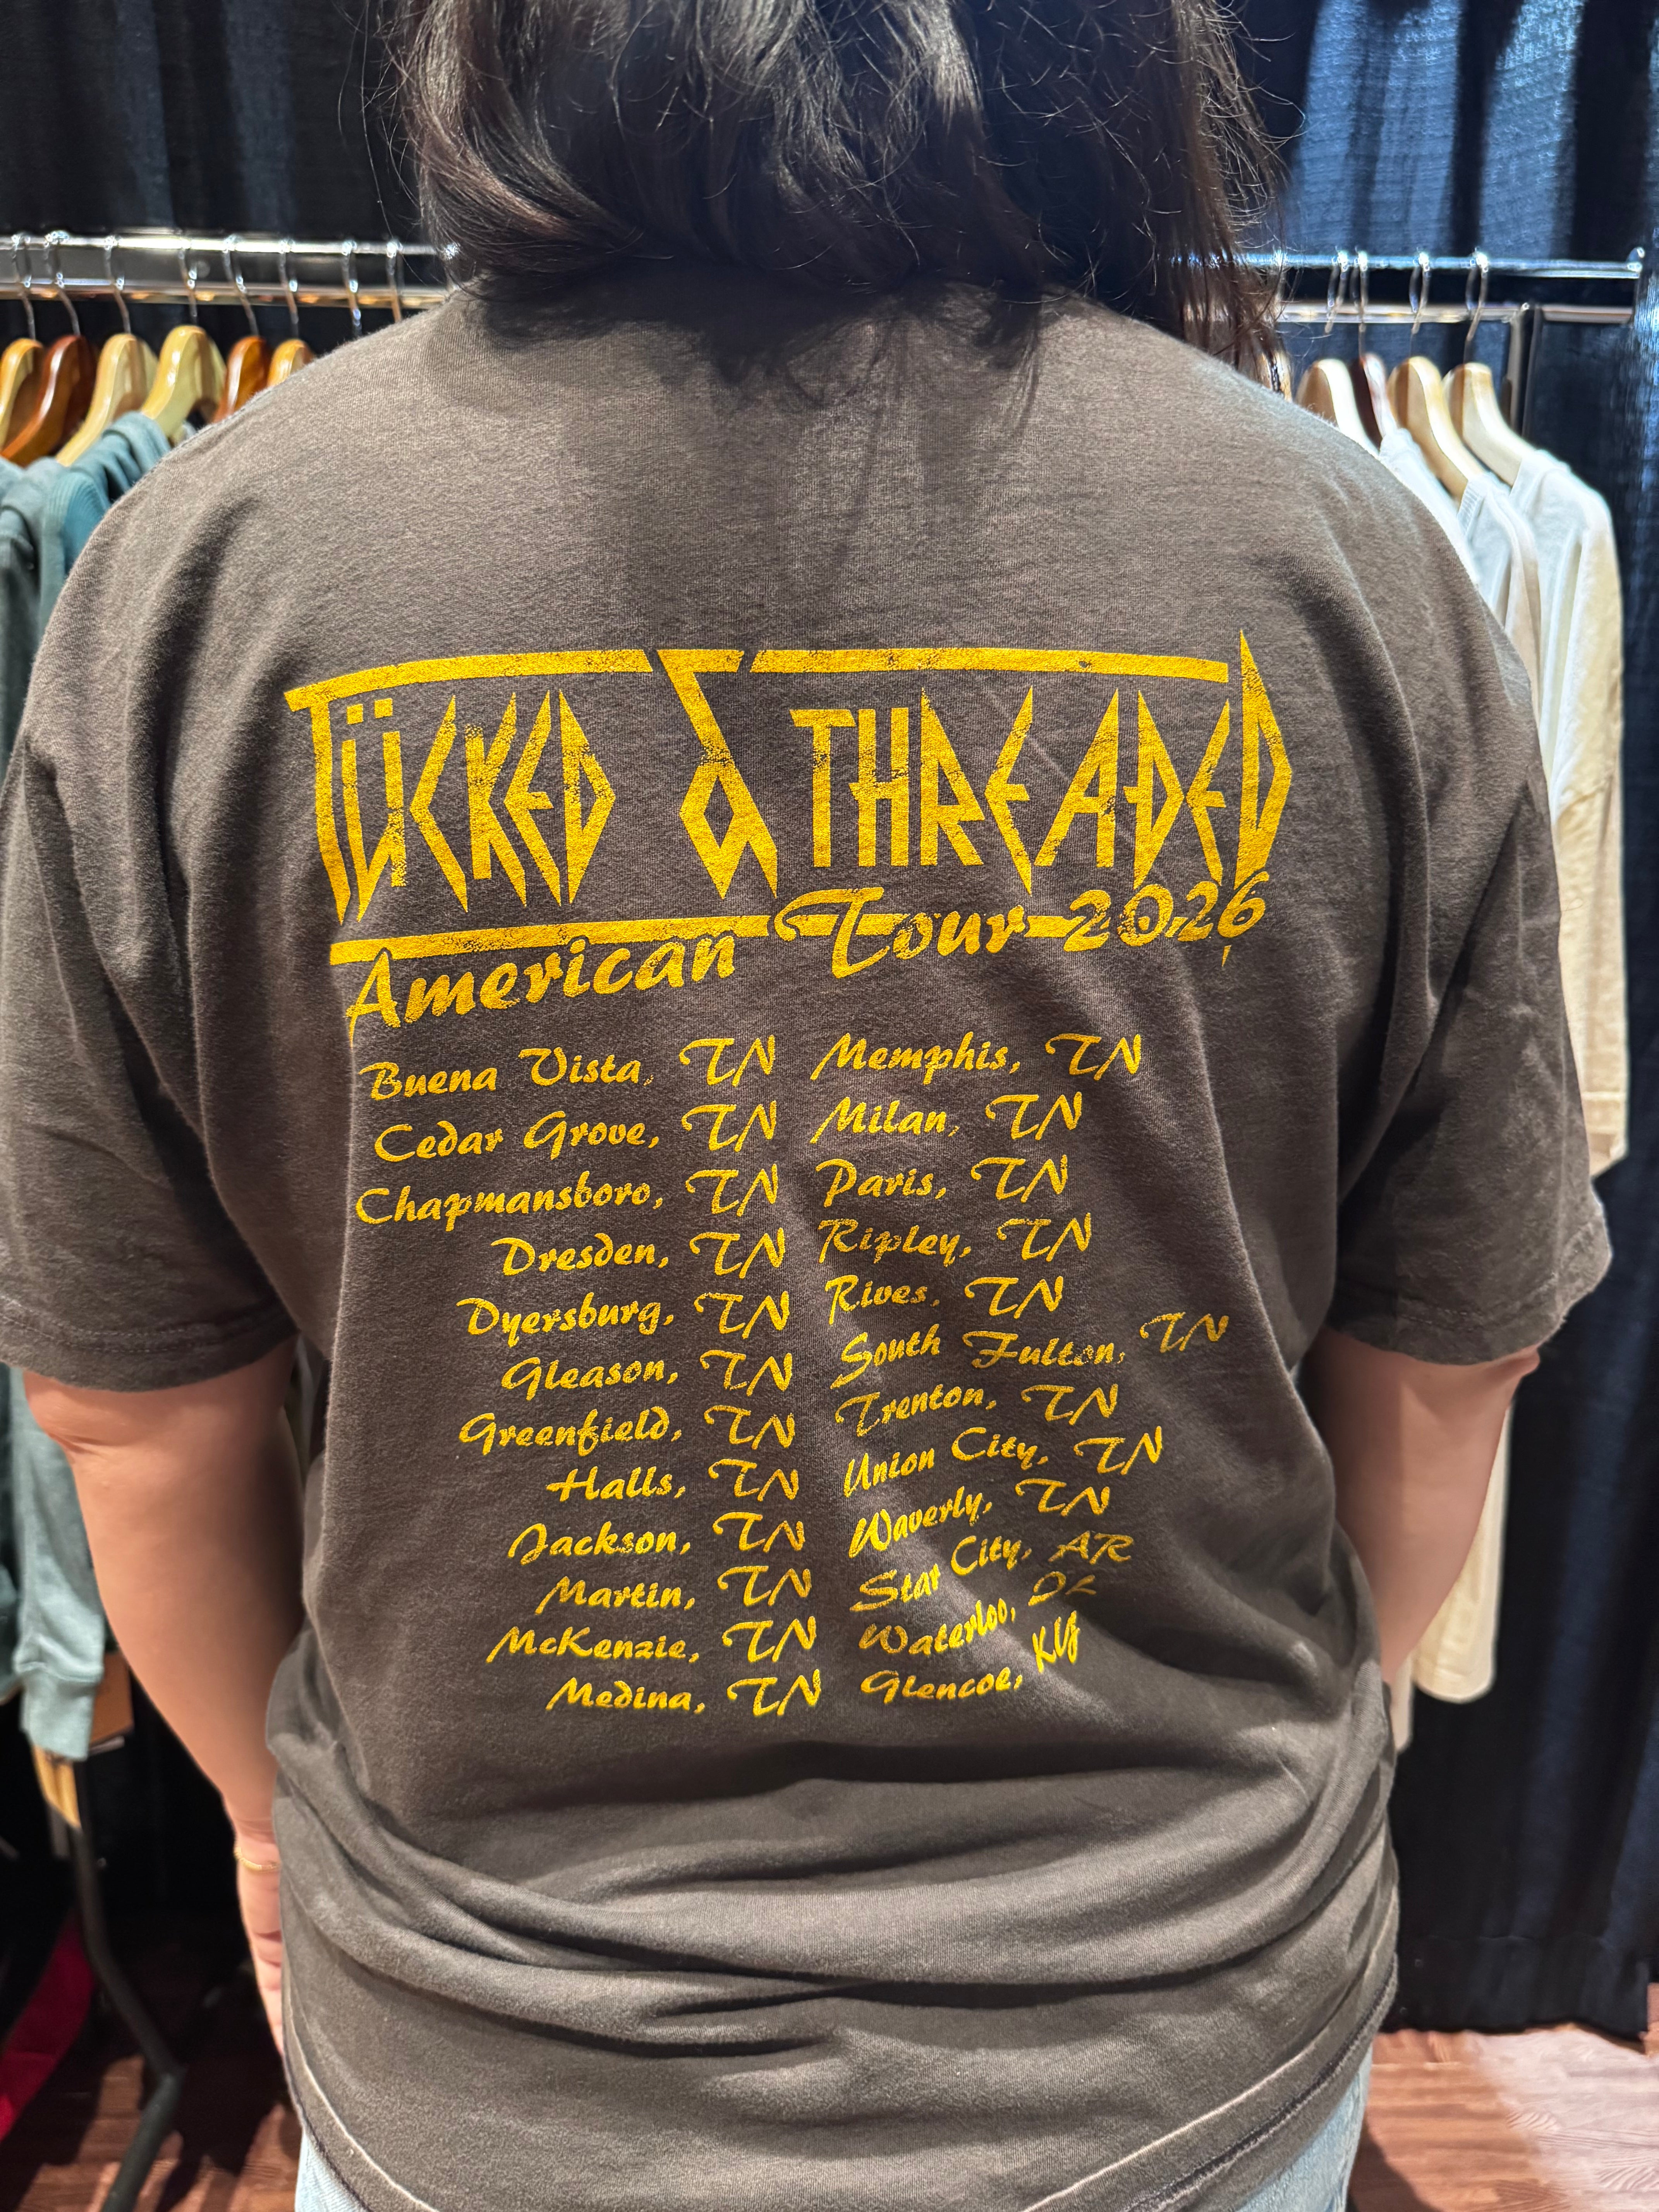 TÜCKED & THREADED
American Tour 2026
Buena Vista, TN
Cedar Grove, TN
Chapmansboro, TN
Dresden, TN
Dyersburg, TN
Gleason, TN
Greenfield, TN
Halls, TN
Jackson, TN
Martin, TN
McKenzie, TN
Medina, TN
Memphis, TN
Milan, TN
Paris, TN
Ripley, TN
Rives, TN
South Fulton, TN
Trenton, TN
Union City, TN
Waverly, TN
Star City, AR
Waterloo,
Glencoe, KY